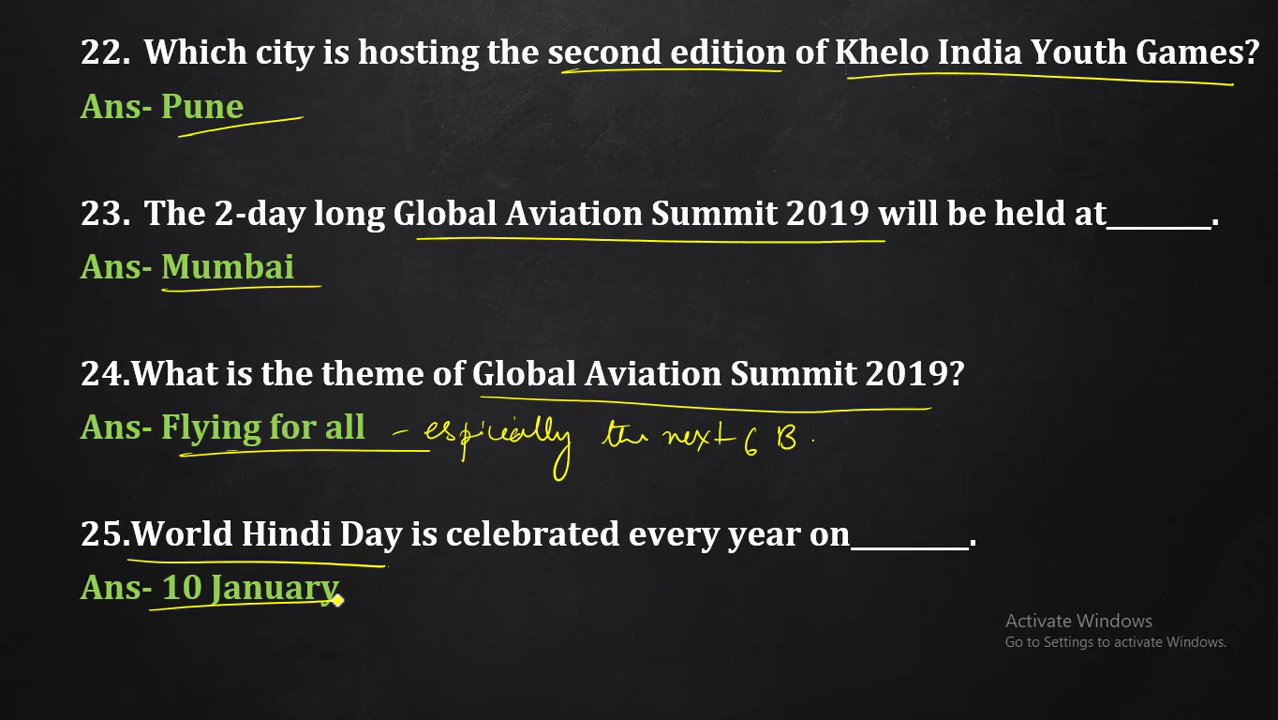 22. Which city is hosting the second edition of Khelo India Youth Games?
Ans- Pune
23. The 2-day long Global Aviation Summit 2019 will be held at_______.
Ans- Mumbai
24.What is the theme of Global Aviation Summit 2019?
Ans- Flying for all – espicially the next 6 B.
25.World Hindi Day is celebrated every year on________.
Ans- 10 January
Activate Windows
Go to Settings to activate Windows.